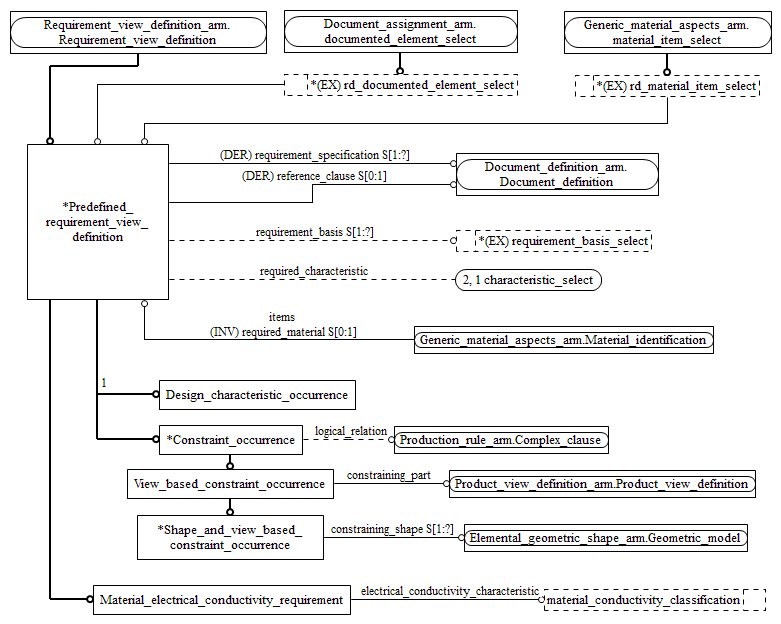 Requirement_view_definition_arm.
Requirement_view_definition
Document_assignment_arm.
documented_element_select
Generic_material_aspects_arm.
material_item_select
*(EX) rd_documented_element_select
*(EX) rd_material_item_select
*Predefined_
requirement_view_
definition
(DER) requirement_specification S[1:?]
(DER) reference_clause S[0:1]
Document_definition_arm.
Document_definition
requirement_basis S[1:?]
*(EX) requirement_basis_select
required_characteristic
2, 1 characteristic_select
items
(INV) required_material S[0:1]
Generic_material_aspects_arm.Material_identification
1
Design_characteristic_occurrence
*Constraint_occurrence
logical_relation
Production_rule_arm.Complex_clause
View_based_constraint_occurrence
constraining_part
Product_view_definition_arm.Product_view_definition
*Shape_and_view_based_
constraint_occurrence
constraining_shape S[1:?]
Elemental_geometric_shape_arm.Geometric_model
Material_electrical_conductivity_requirement
electrical_conductivity_characteristic
material_conductivity_classification